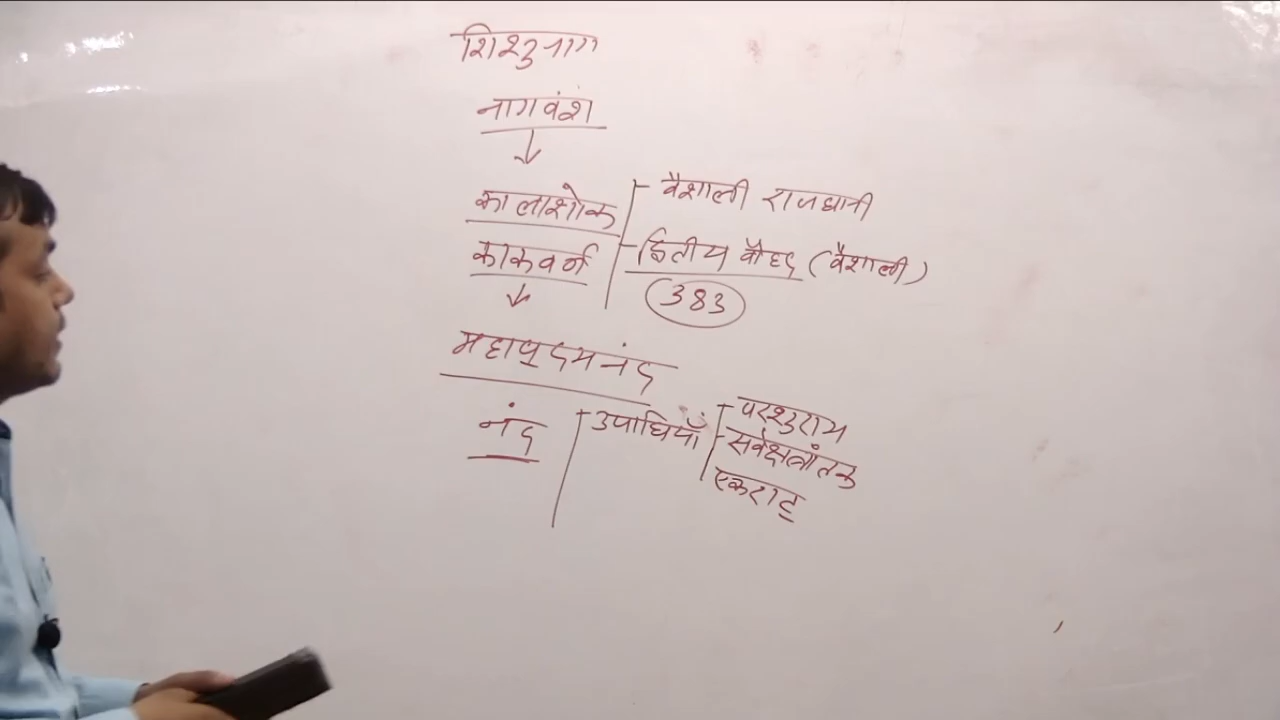 शिशुनाग
नागवंश
↓
कालाशोक
वैशाली राजधानी
काकवर्ण
द्वितीय बौद्ध (वैशाली)
383
↓
महापद्मनंद
नंद
उपाधियाँ
परशुराम
सर्वक्षत्रांतक
एकराट्